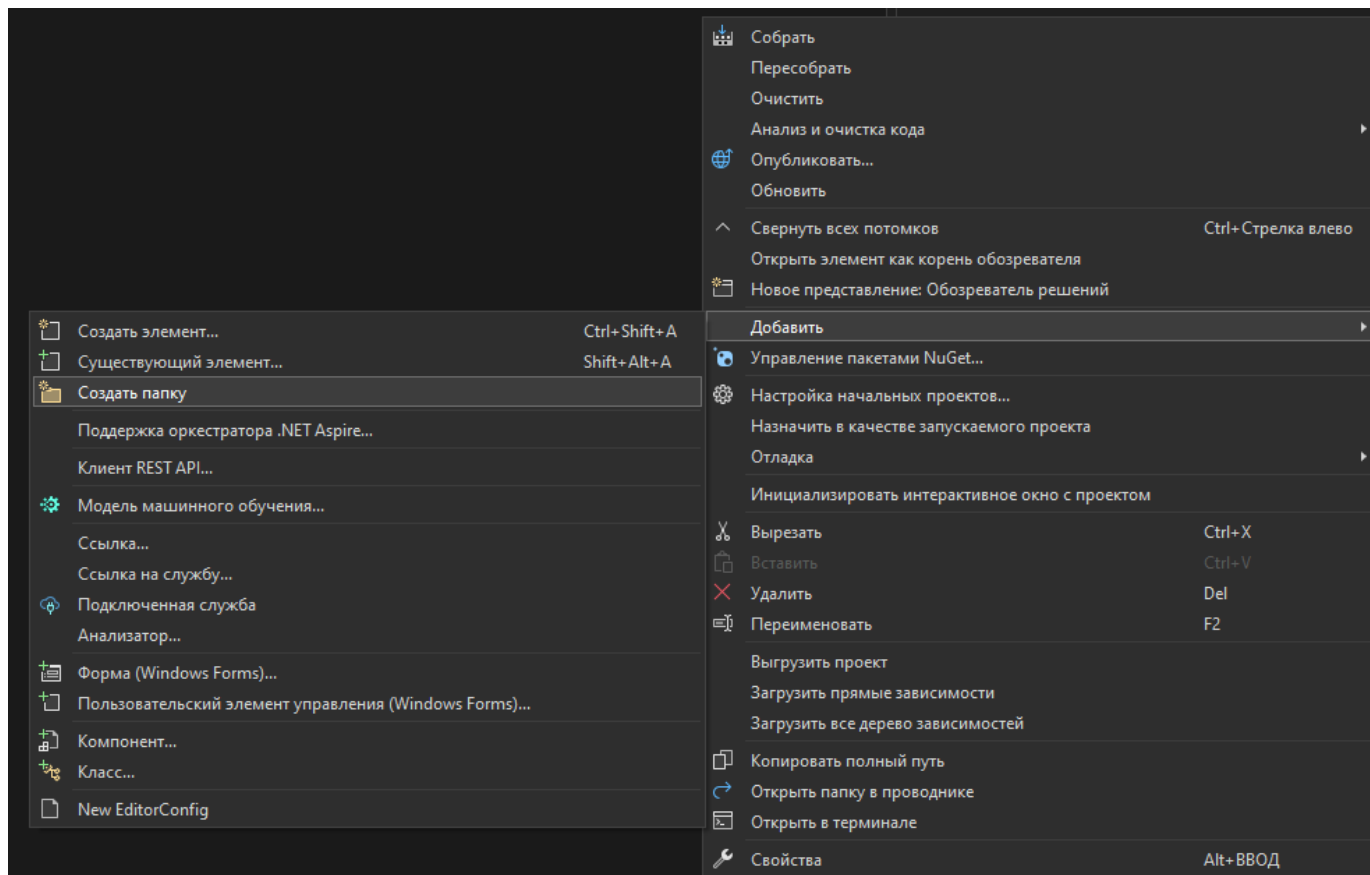 Собрать
Пересобрать
Очистить
Анализ и очистка кода
Опубликовать...
Обновить
Свернуть всех потомков Ctrl+Стрелка влево
Открыть элемент как корень обозревателя
Новое представление: Обозреватель решений
Добавить
Управление пакетами NuGet...
Настройка начальных проектов...
Назначить в качестве запускаемого проекта
Отладка
Инициализировать интерактивное окно с проектом
Вырезать Ctrl+X
Вставить Ctrl+V
Удалить Del
Переименовать F2
Выгрузить проект
Загрузить прямые зависимости
Загрузить все дерево зависимостей
Копировать полный путь
Открыть папку в проводнике
Открыть в терминале
Свойства Alt+ВВОД
Создать элемент... Ctrl+Shift+A
Существующий элемент... Shift+Alt+A
Создать папку
Поддержка оркестратора .NET Aspire...
Клиент REST API...
Модель машинного обучения...
Ссылка...
Ссылка на службу...
Подключенная служба
Анализатор...
Форма (Windows Forms)...
Пользовательский элемент управления (Windows Forms)...
Компонент...
Класс...
New EditorConfig